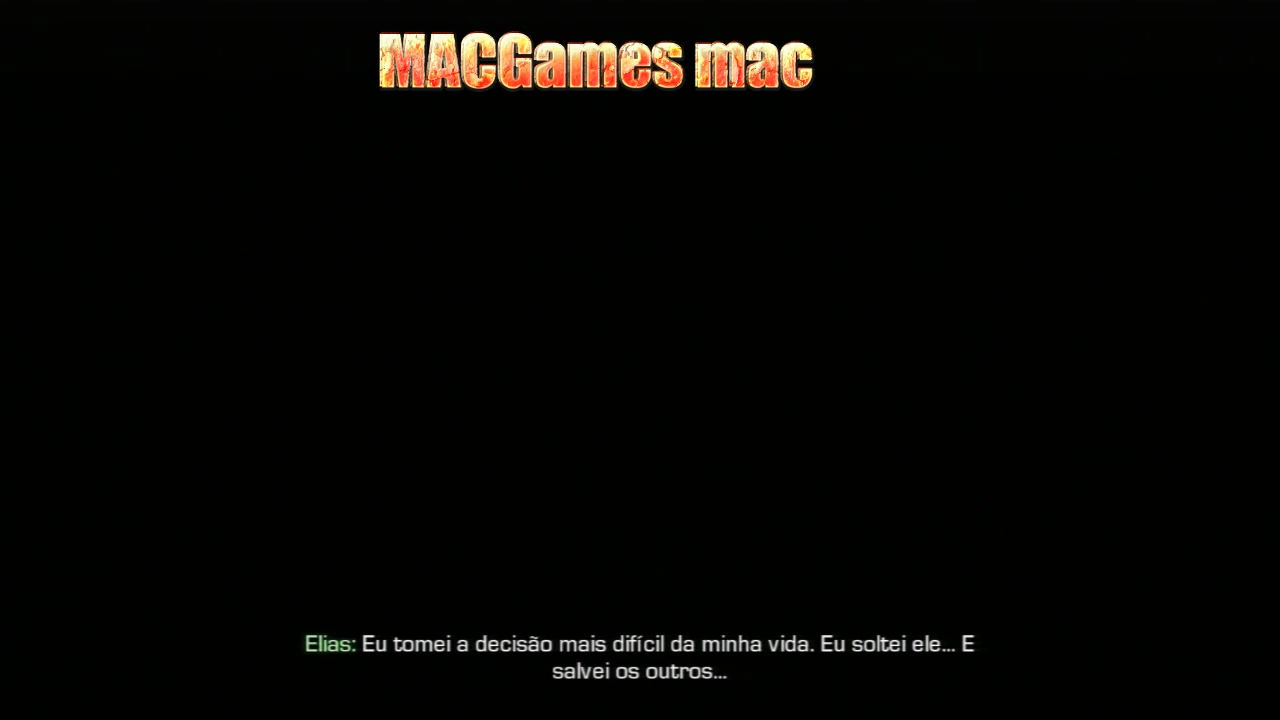 MACGames mac
Elias: Eu tomei a decisão mais difícil da minha vida. Eu soltei ele... E
salvei os outros...